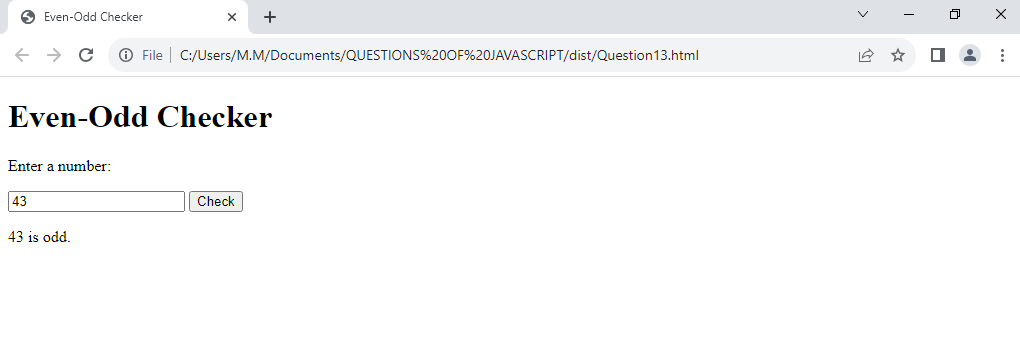 Even-Odd Checker
File | C:/Users/M.M/Documents/QUESTIONS%20OF%20JAVASCRIPT/dist/Question13.html
Even-Odd Checker
Enter a number:
43 Check
43 is odd.